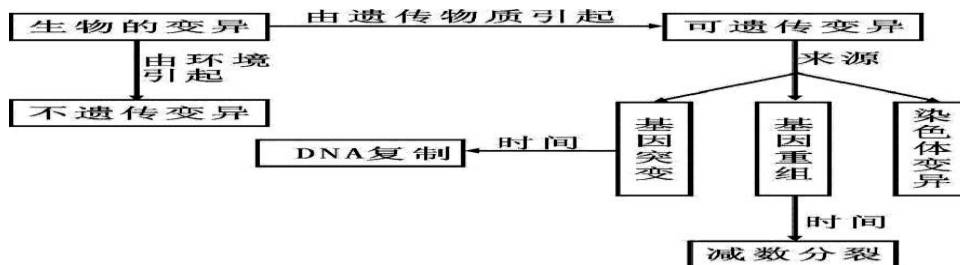 生物的变异
由遗传物质引起
可遗传变异
由环境
引起
来源
不遗传变异
基因突变
基因重组
染色体变异
时间
DNA复制
时间
减数分裂